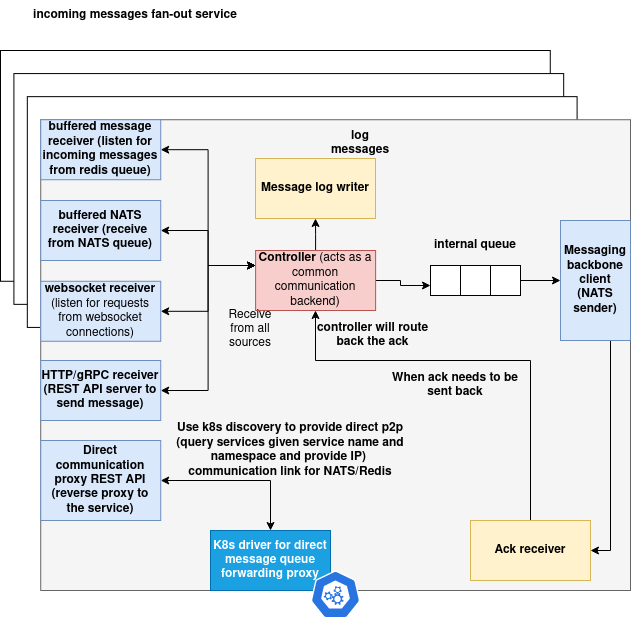 incoming messages fan-out service
buffered message
receiver (listen for
incoming messages
from redis queue)
log
messages
Message log writer
buffered NATS
receiver (receive
from NATS queue)
Controller (acts as a
common
communication
backend)
internal queue
Messaging
backbone
client
(NATS
sender)
websocket receiver
(listen for requests
from websocket
connections)
Receive
from all
sources
controller will route
back the ack
HTTP/gRPC receiver
(REST API server to
send message)
When ack needs to be
sent back
Use k8s discovery to provide direct p2p
(query services given service name and
namespace and provide IP)
communication link for NATS/Redis
Direct
communication
proxy REST API
(reverse proxy to
the service)
K8s driver for direct
message queue
forwarding proxy
Ack receiver